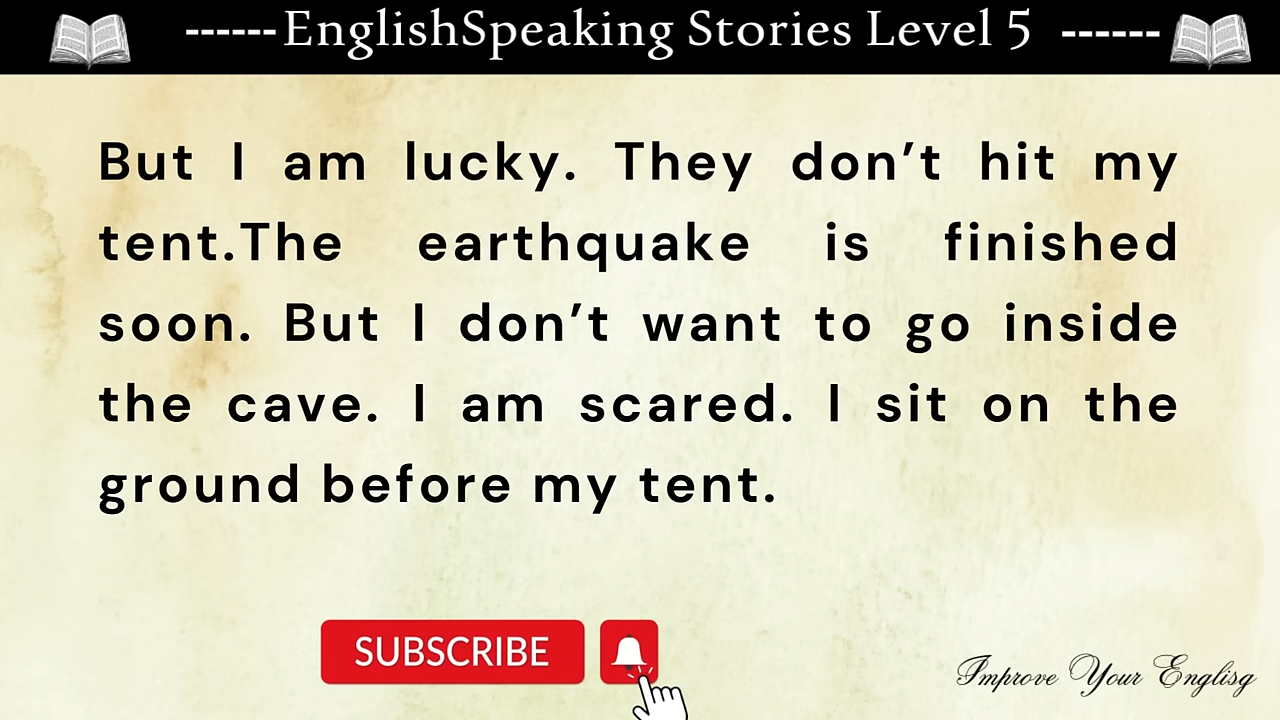 ------EnglishSpeaking Stories Level 5 ------
But I am lucky. They don’t hit my
tent.The earthquake is finished
soon. But I don’t want to go inside
the cave. I am scared. I sit on the
ground before my tent.
SUBSCRIBE
Improve Your Englisg